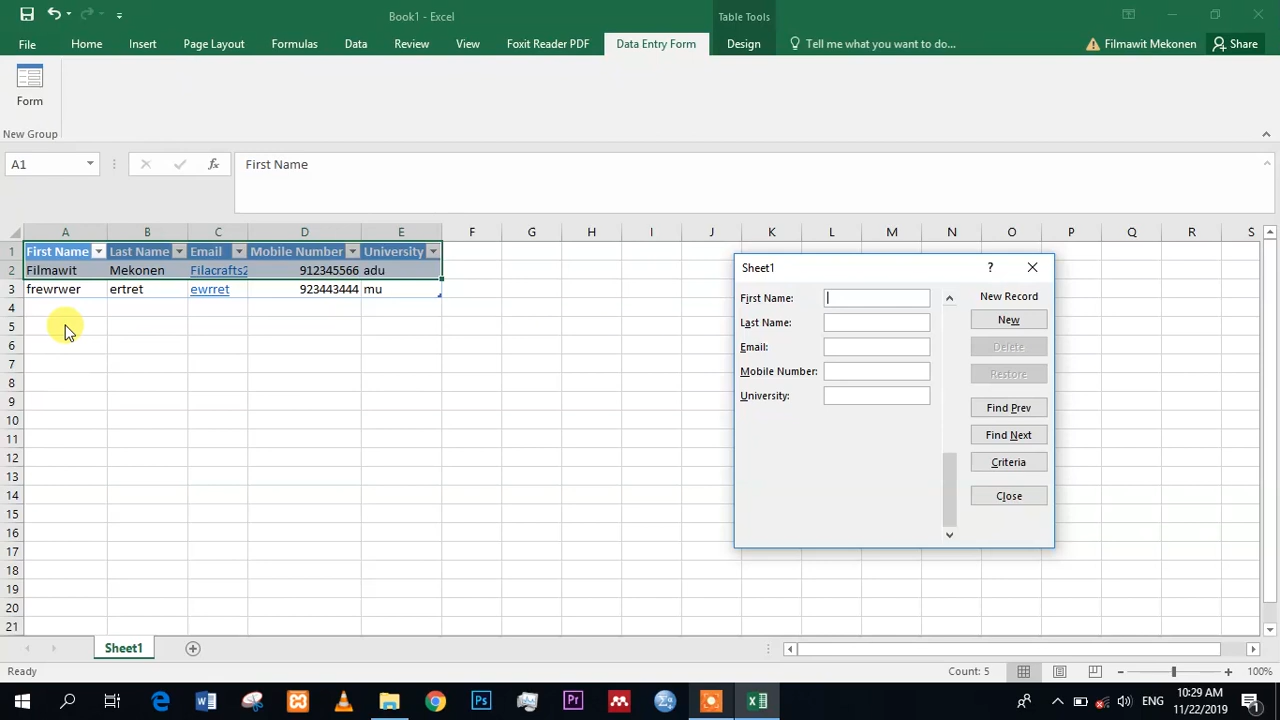 Book1 - Excel
Table Tools
File
Home
Insert
Page Layout
Formulas
Data
Review
View
Foxit Reader PDF
Data Entry Form
Design
Tell me what you want to do...
Filmawit Mekonen
Share
Form
New Group
A1
fx
First Name
A B C D E F G H I J K L M N O P Q R S
1 First Name Last Name Email Mobile Number University
2 Filmawit Mekonen Filacrafts2 912345566 adu
3 frewrwer ertret ewrret 923443444 mu
4
5
6
7
8
9
10
11
12
13
14
15
16
17
18
19
20
21
Sheet1
?
First Name:
New Record
Last Name:
New
Email:
Delete
Mobile Number:
Restore
University:
Find Prev
Find Next
Criteria
Close
Sheet1
Ready
Count: 5
100%
ENG
10:29 AM
11/22/2019